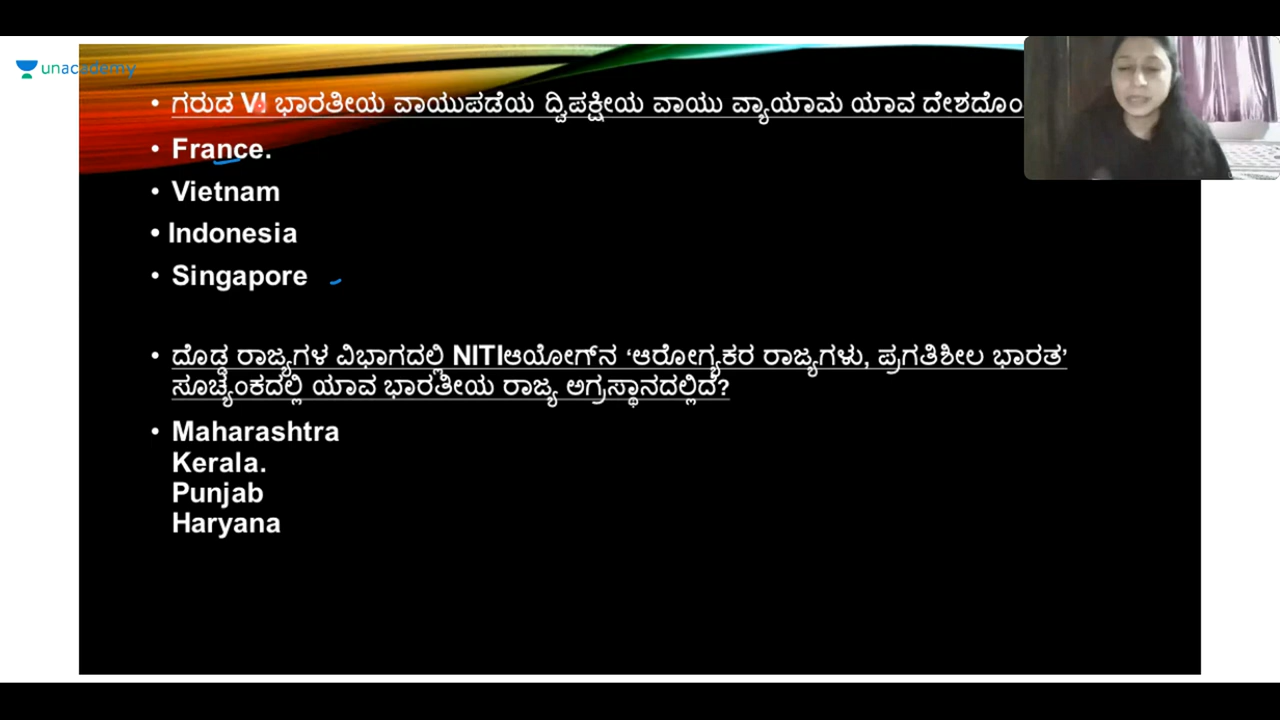 unacademy
• ಗರುಡ VI ಭಾರತೀಯ ವಾಯುಪಡೆಯ ದ್ವಿಪಕ್ಷೀಯ ವಾಯು ವ್ಯಾಯಾಮ ಯಾವ
• France.
• Vietnam
• Indonesia
• Singapore
• ದೊಡ್ಡ ರಾಜ್ಯಗಳ ವಿಭಾಗದಲ್ಲಿ NITIಆಯೋಗ್‌ನ ‘ಆರೋಗ್ಯಕರ ರಾಜ್ಯಗಳು, ಪ್ರಗತಿಶೀಲ ಭಾರತ’
ಸೂಚ್ಯಂಕದಲ್ಲಿ ಯಾವ ಭಾರತೀಯ ರಾಜ್ಯ ಅಗ್ರಸ್ಥಾನದಲ್ಲಿದೆ?
• Maharashtra
Kerala.
Punjab
Haryana